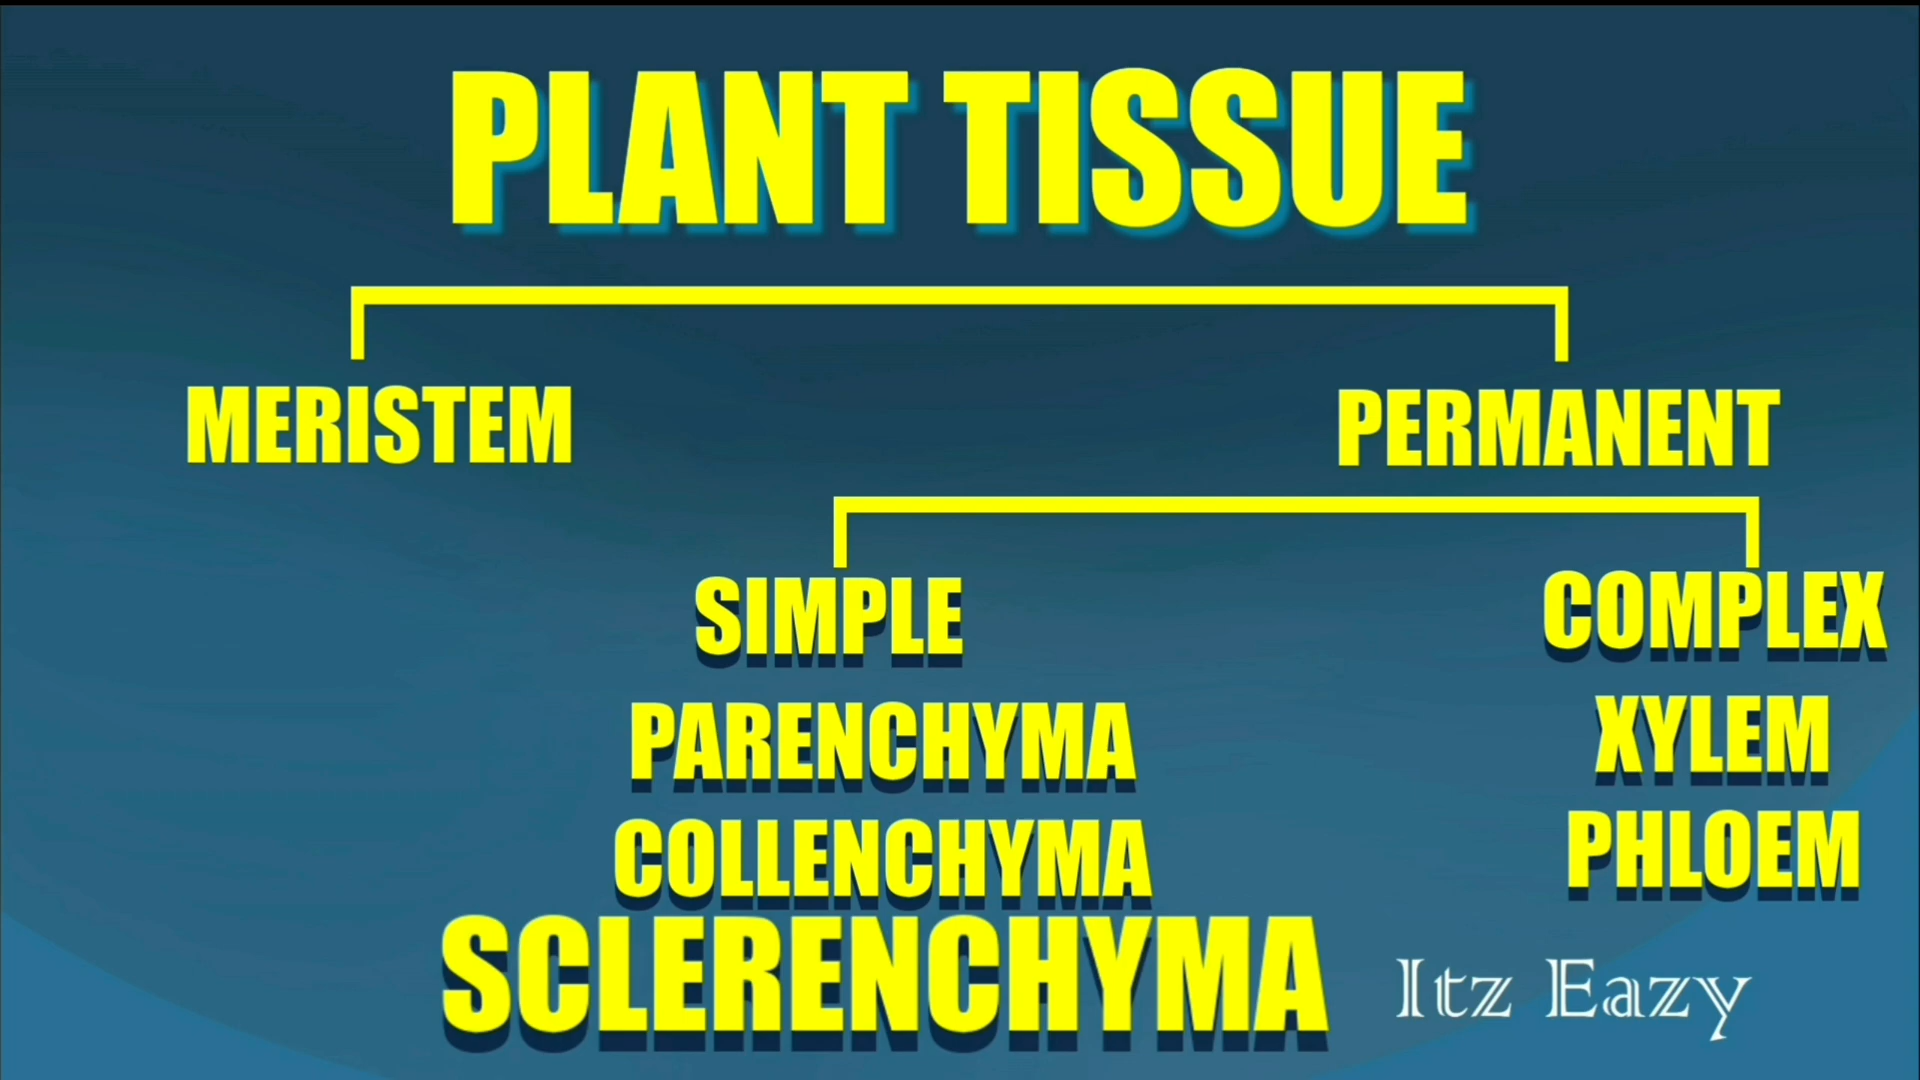 PLANT TISSUE
MERISTEM PERMANENT
SIMPLE COMPLEX
PARENCHYMA XYLEM
COLLENCHYMA PHLOEM
SCLERENCHYMA Itz Eazy